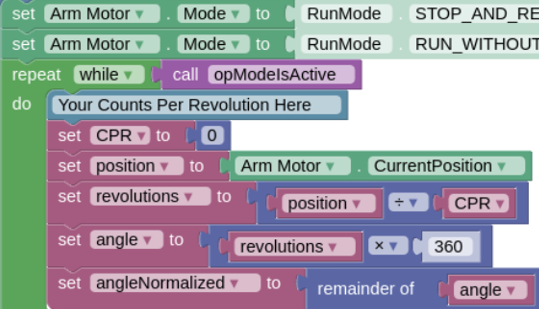 set Arm Motor . Mode to RunMode . STOP_AND_RE
set Arm Motor . Mode to RunMode . RUN_WITHOUT
repeat while call opModeIsActive
do Your Counts Per Revolution Here
set CPR to 0
set position to Arm Motor . CurrentPosition
set revolutions to position ÷ CPR
set angle to revolutions × 360
set angleNormalized to remainder of angle